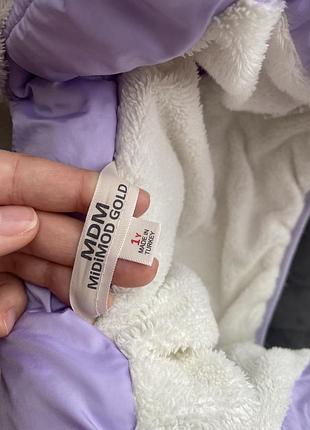 MDM
MiDiMOD GOLD
1Y
MADE IN
TURKEY